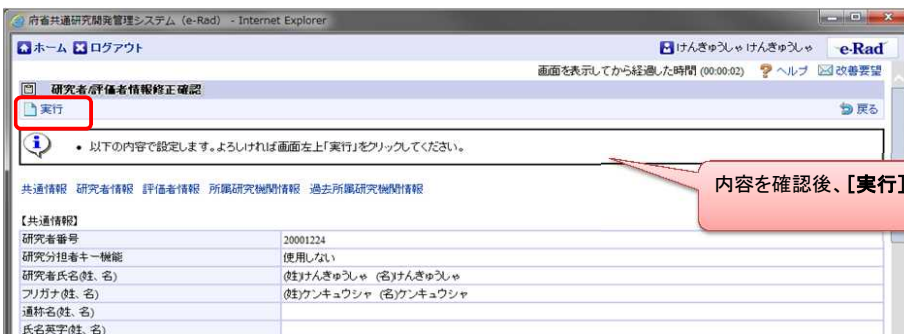 府省共通研究開発管理システム (e-Rad) - Internet Explorer
ホーム ログアウト
けんきゅうしゃ けんきゅうしゃ e-Rad
画面を表示してから経過した時間 (00:00:02) ヘルプ 改善要望
研究者/評価者情報修正確認
実行
戻る
• 以下の内容で設定します。よろしければ画面左上「実行」をクリックしてください。
内容を確認後、[実行]
共通情報 研究者情報 評価者情報 所属研究機関情報 過去所属研究機関情報
【共通情報】
研究者番号 20001224
研究分担者キー機能 使用しない
研究者氏名(姓、名) (姓)けんきゅうしゃ (名)けんきゅうしゃ
フリガナ(姓、名) (姓)ケンキュウシャ (名)ケンキュウシャ
通称名(姓、名)
氏名英字(姓、名)